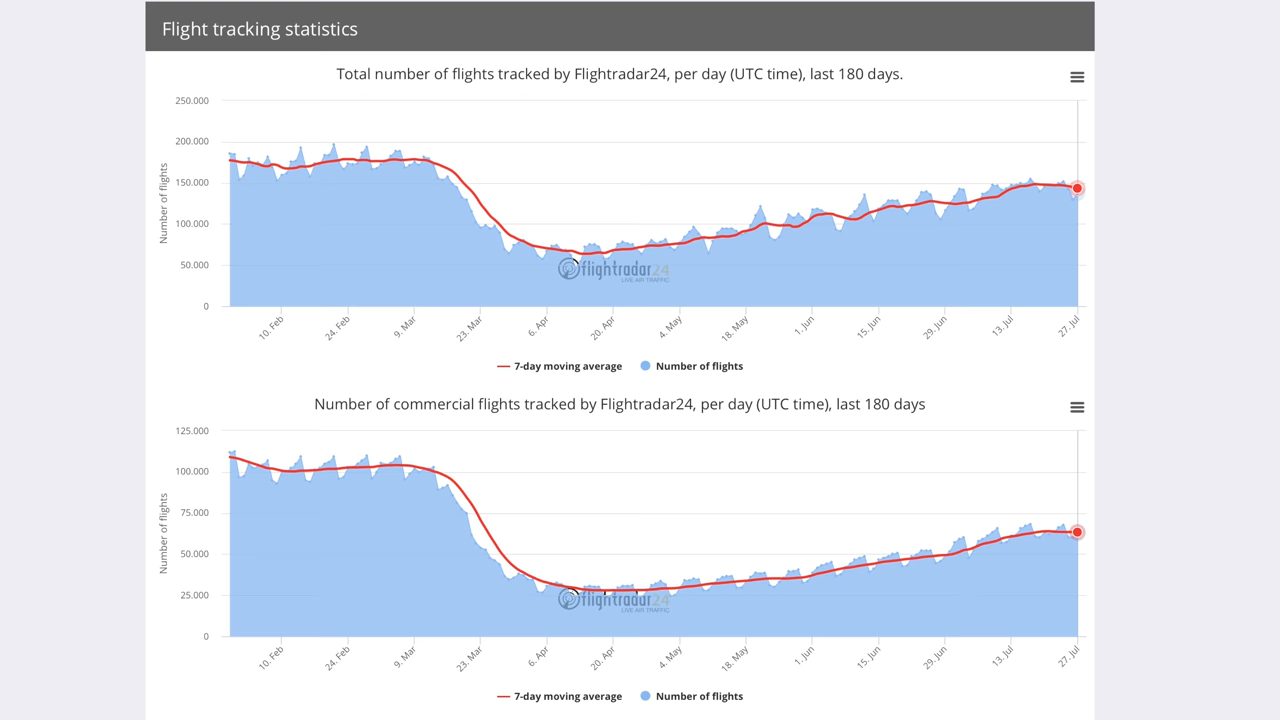 Flight tracking statistics
Total number of flights tracked by Flightradar24, per day (UTC time), last 180 days.
250.000
200.000
150.000
100.000
50.000
0
Number of flights
flightradar24
LIVE AIR TRAFFIC
10. Feb
24. Feb
9. Mar
23. Mar
6. Apr
20. Apr
4. May
18. May
1. Jun
15. Jun
29. Jun
13. Jul
27. Jul
7-day moving average
Number of flights
Number of commercial flights tracked by Flightradar24, per day (UTC time), last 180 days
125.000
100.000
75.000
50.000
25.000
0
Number of flights
flightradar24
LIVE AIR TRAFFIC
10. Feb
24. Feb
9. Mar
23. Mar
6. Apr
20. Apr
4. May
18. May
1. Jun
15. Jun
29. Jun
13. Jul
27. Jul
7-day moving average
Number of flights